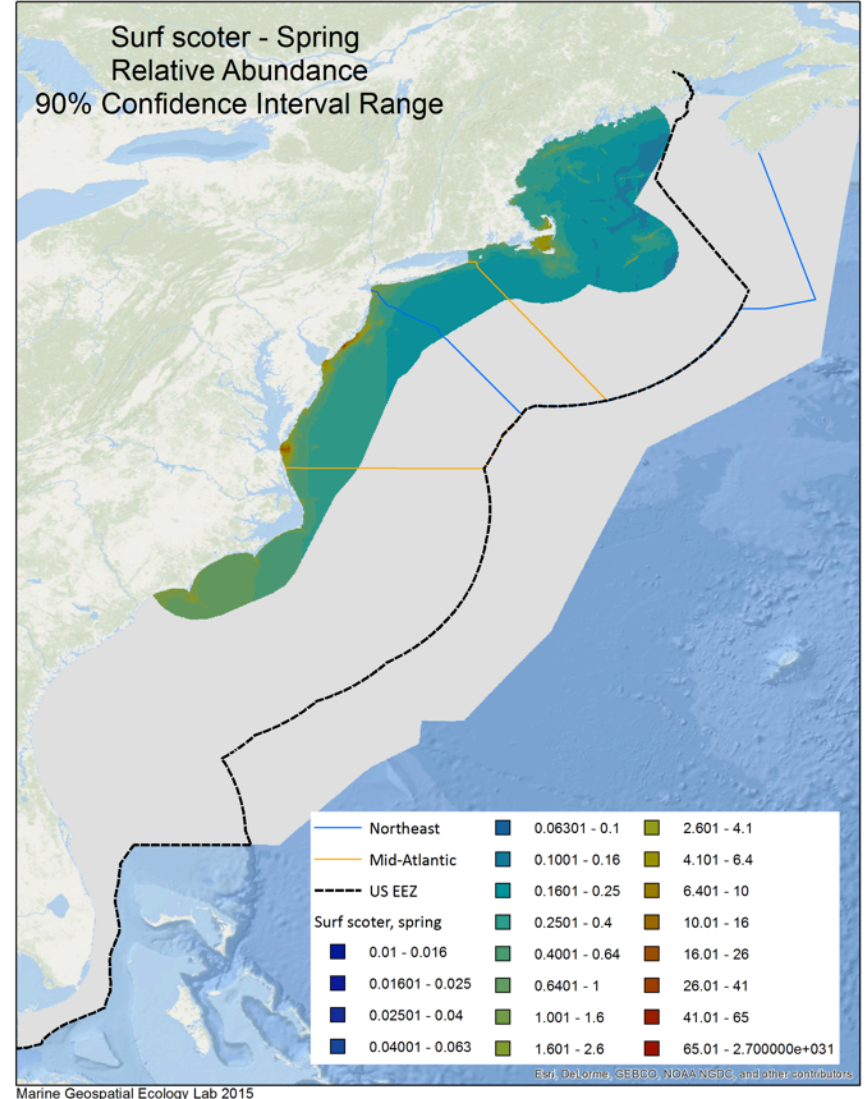 Surf scoter - Spring
Relative Abundance
90% Confidence Interval Range
Northeast
Mid-Atlantic
US EEZ
Surf scoter, spring
0.01 - 0.016
0.01601 - 0.025
0.02501 - 0.04
0.04001 - 0.063
0.06301 - 0.1
0.1001 - 0.16
0.1601 - 0.25
0.2501 - 0.4
0.4001 - 0.64
0.6401 - 1
1.001 - 1.6
1.601 - 2.6
2.601 - 4.1
4.101 - 6.4
6.401 - 10
10.01 - 16
16.01 - 26
26.01 - 41
41.01 - 65
65.01 - 2.700000e+031
Esri, DeLorme, GEBCO, NOAA NGDC, and other contributors
Marine Geospatial Ecology Lab 2015